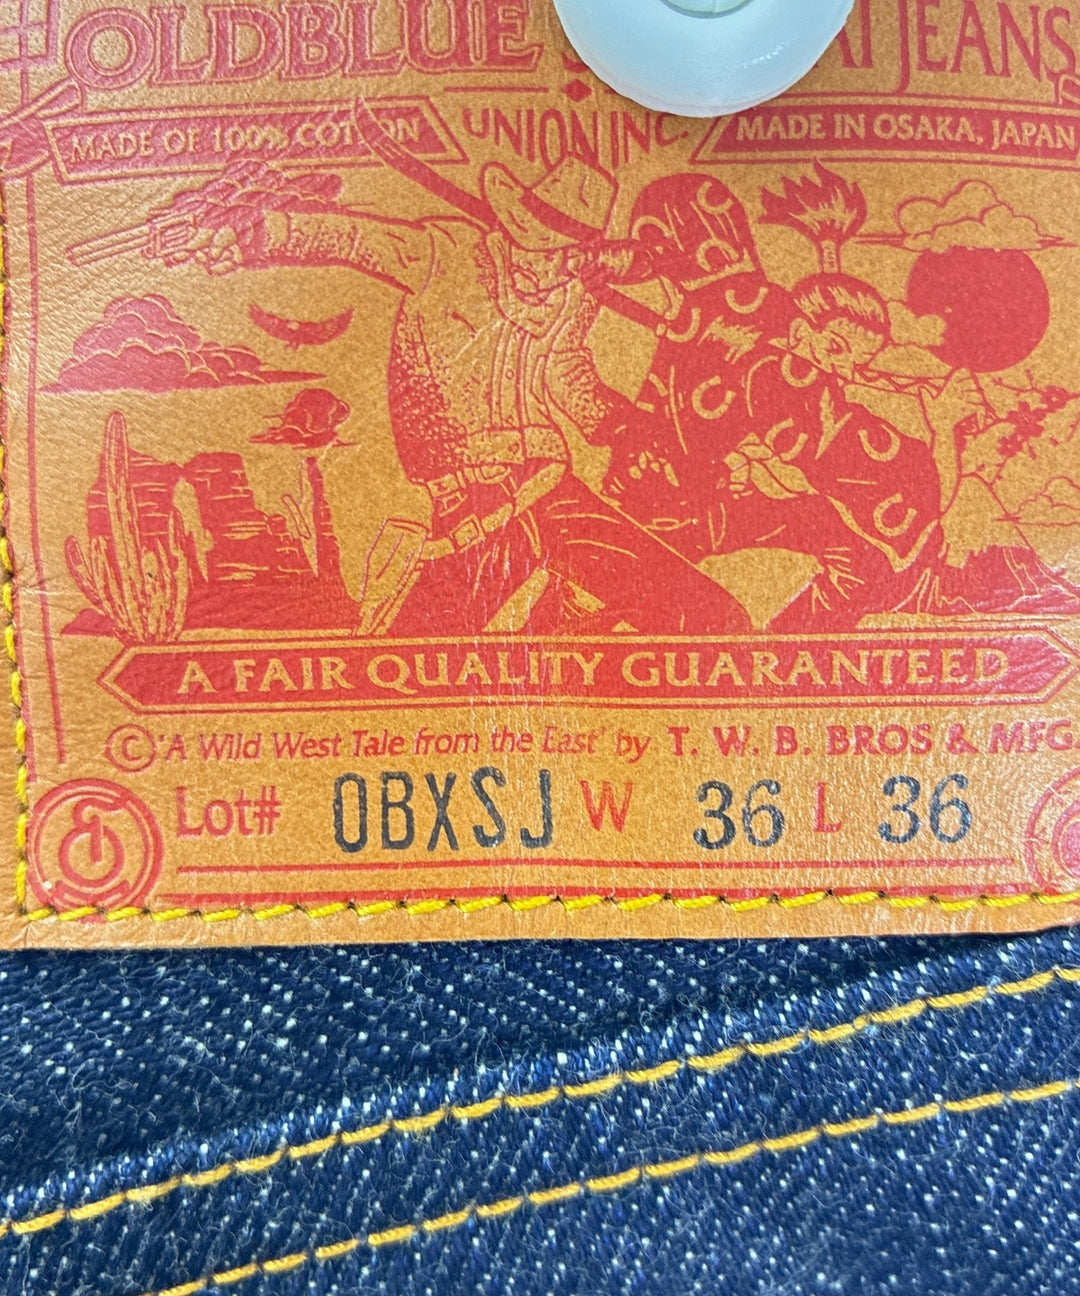 OLDBLUE JEANS
MADE OF 100% COTTON UNION INC. MADE IN OSAKA, JAPAN
A FAIR QUALITY GUARANTEED
©'A Wild West Tale from the East' by T. W. B. BROS & MFG.
Lot# OBXSJ W 36 L 36